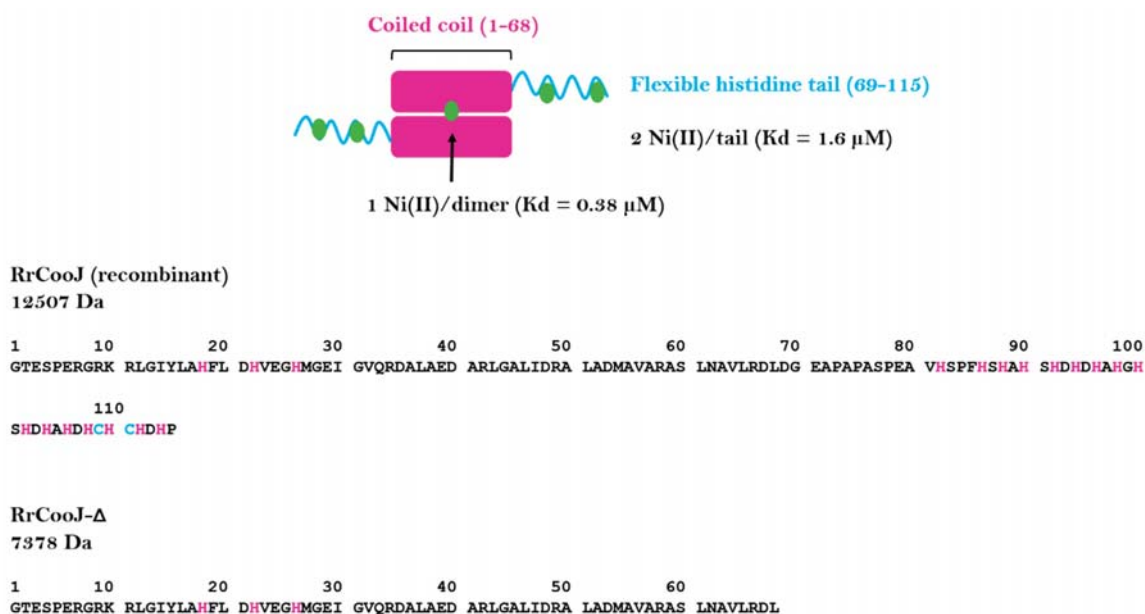 Coiled coil (1-68)
Flexible histidine tail (69-115)
2 Ni(II)/tail (Kd = 1.6 µM)
1 Ni(II)/dimer (Kd = 0.38 µM)
RrCooJ (recombinant)
12507 Da
1 10 20 30 40 50 60 70 80 90 100
GTESPERGRK RLGIYLAHFL DHVEGHMGEI GVQRDALAED ARLGALIDRA LADMAVARAS LNAVLRDLDG EAPAPASPEA VHSPFHSHAH SHDHDHAHGH
110
SHDHAHDHCH CHDHP
RrCooJ-Δ
7378 Da
1 10 20 30 40 50 60
GTESPERGRK RLGIYLAHFL DHVEGHMGEI GVQRDALAED ARLGALIDRA LADMAVARAS LNAVLRDL